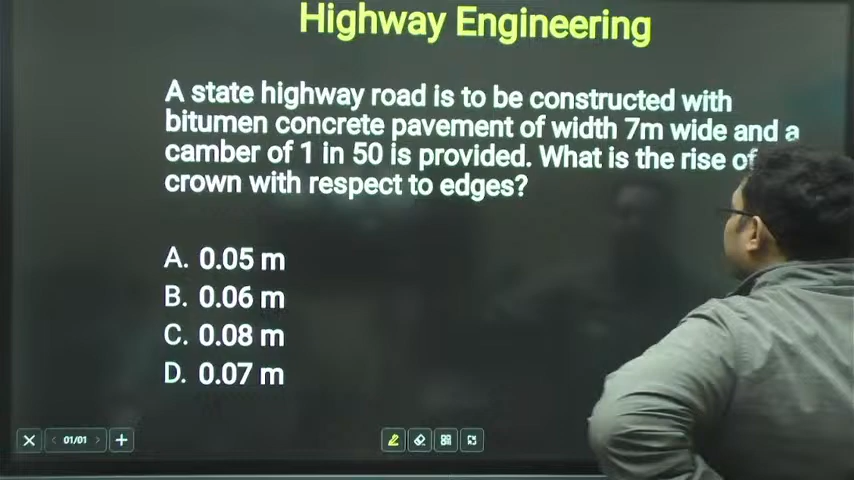 Highway Engineering
A state highway road is to be constructed with
bitumen concrete pavement of width 7m wide and a
camber of 1 in 50 is provided. What is the rise of
crown with respect to edges?
A. 0.05 m
B. 0.06 m
C. 0.08 m
D. 0.07 m
01/01